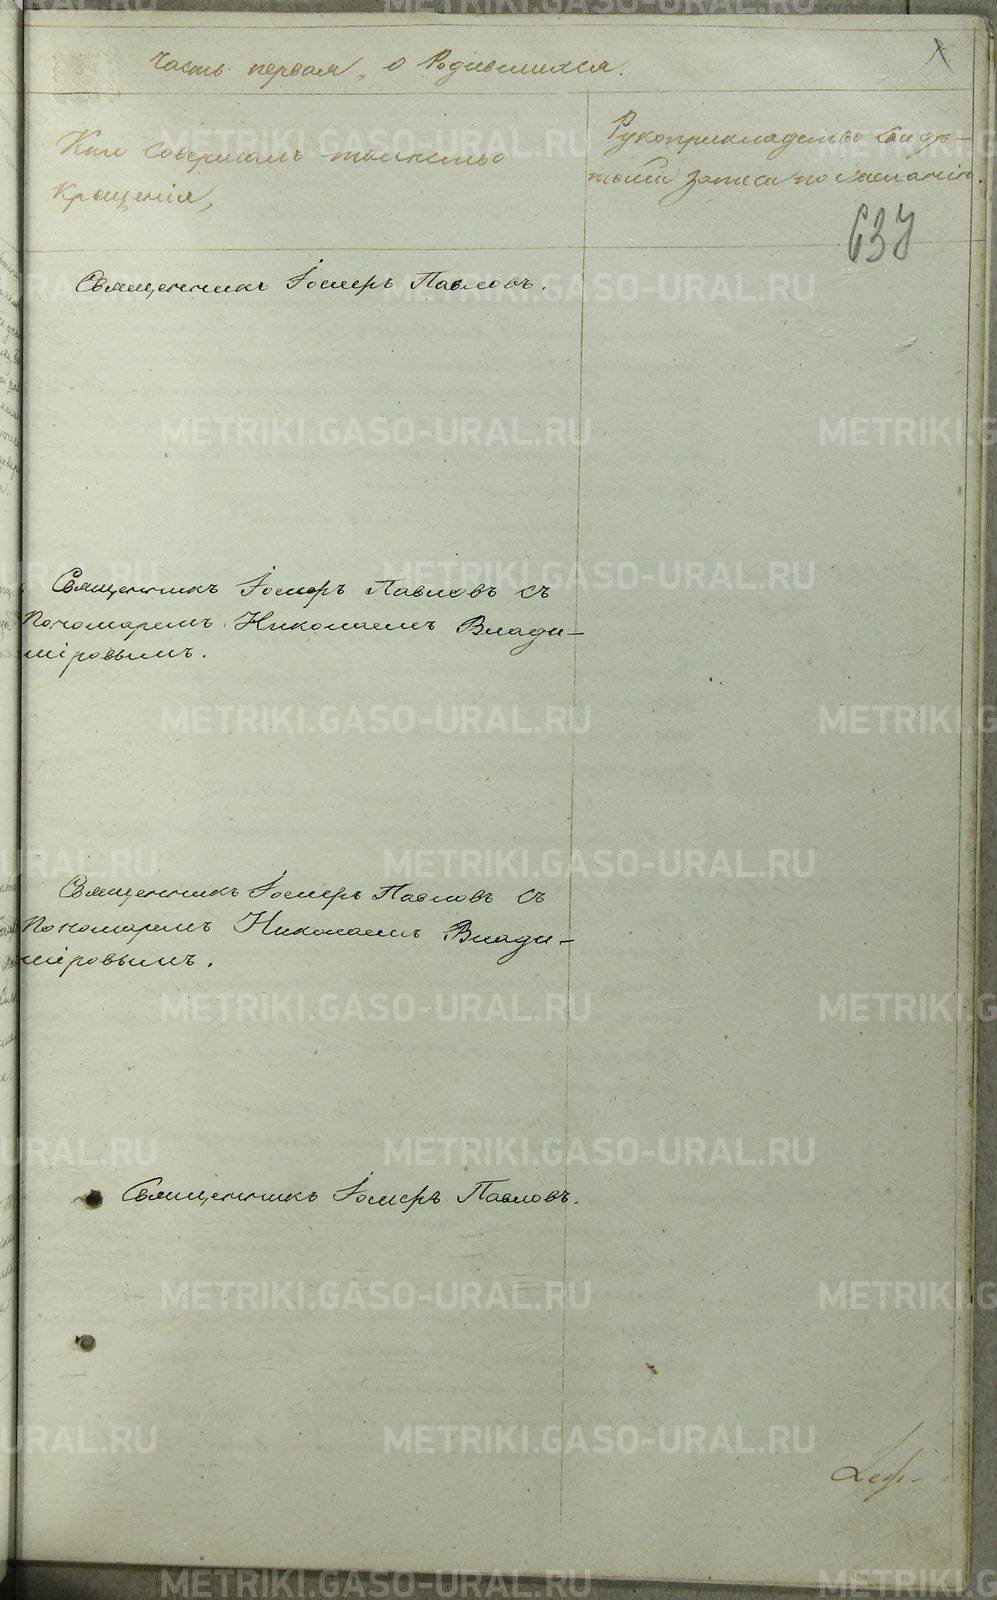 Часть первая, о Родившихся.
Кто совершалъ таинство
Крещенія,
Рукоприкладство свидѣ-
телей записи по желанію.
637
Священникъ Іосифъ Павловъ.
Священникъ Іосифъ Павловъ съ
Пономаремъ Николаемъ Влади-
міровымъ.
Священникъ Іосифъ Павловъ съ
Пономаремъ Николаемъ Влади-
міровымъ.
Священникъ Іосифъ Павловъ.
METRIKI.GASO-URAL.RU